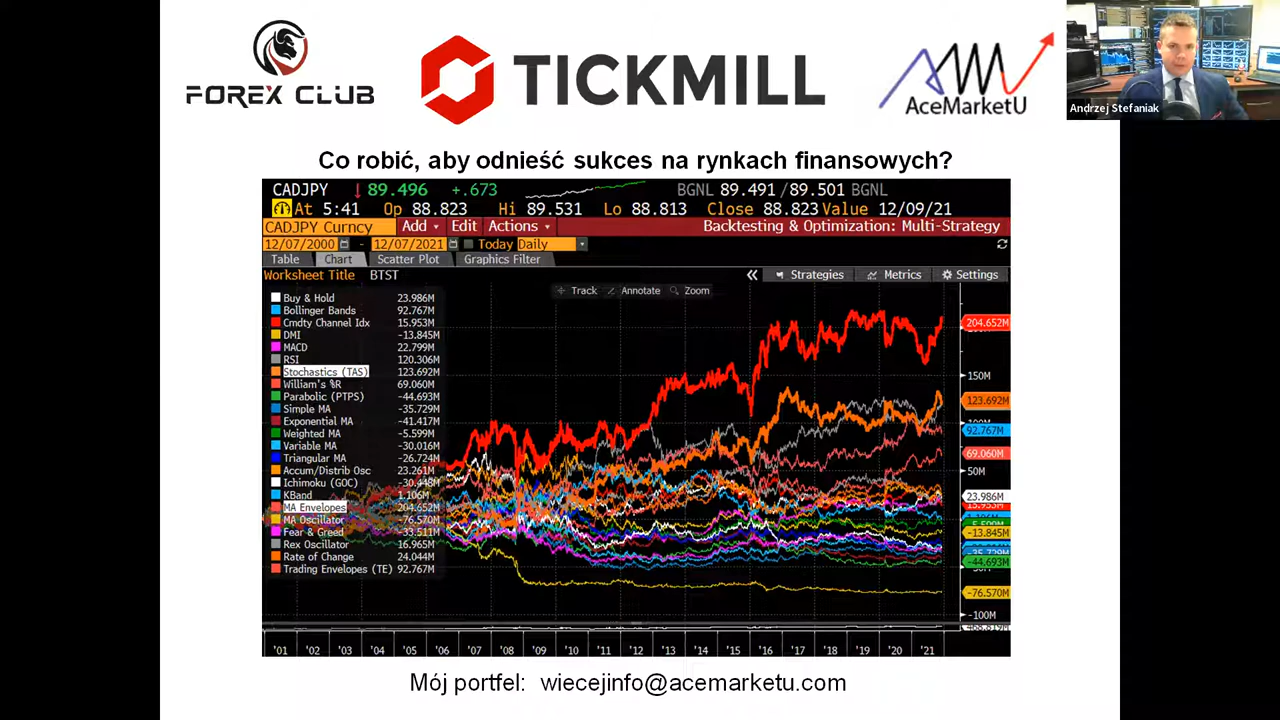 FOREX CLUB
TICKMILL
AceMarketU
Andrzej Stefaniak
Co robić, aby odnieść sukces na rynkach finansowych?
CADJPY ↓ 89.496 +.673 BGNL 89.491/89.501 BGNL
At 5:41 Op 88.823 Hi 89.531 Lo 88.813 Close 88.823 Value 12/09/21
CADJPY Curncy Add Edit Actions Backtesting & Optimization: Multi-Strategy
12/07/2000 - 12/07/2021 Today Daily
Table Chart Scatter Plot Graphics Filter
Worksheet Title BTST « Strategies Metrics Settings
Track Annotate Zoom
Buy & Hold 23.986M
Bollinger Bands 92.767M
Cmdty Channel Idx 15.953M
DMI -13.845M
MACD 22.799M
RSI 120.306M
Stochastics (TAS) 123.692M
William's %R 69.060M
Parabolic (PTPS) -44.693M
Simple MA -35.729M
Exponential MA -41.417M
Weighted MA -5.599M
Variable MA -30.016M
Triangular MA -26.724M
Accum/Distrib Osc 23.261M
Ichimoku (GOC) -30.448M
KBand 1.106M
MA Envelopes 204.652M
MA Oscillator -76.570M
Fear & Greed -33.511M
Rex Oscillator 16.965M
Rate of Change 24.044M
Trading Envelopes (TE) 92.767M
204.652M
150M
123.692M
92.767M
69.060M
50M
23.986M
15.953M
-13.845M
-35.729M
-44.693M
-76.570M
-100M
'01 '02 '03 '04 '05 '06 '07 '08 '09 '10 '11 '12 '13 '14 '15 '16 '17 '18 '19 '20 '21
Mój portfel: wiecejinfo@acemarketu.com